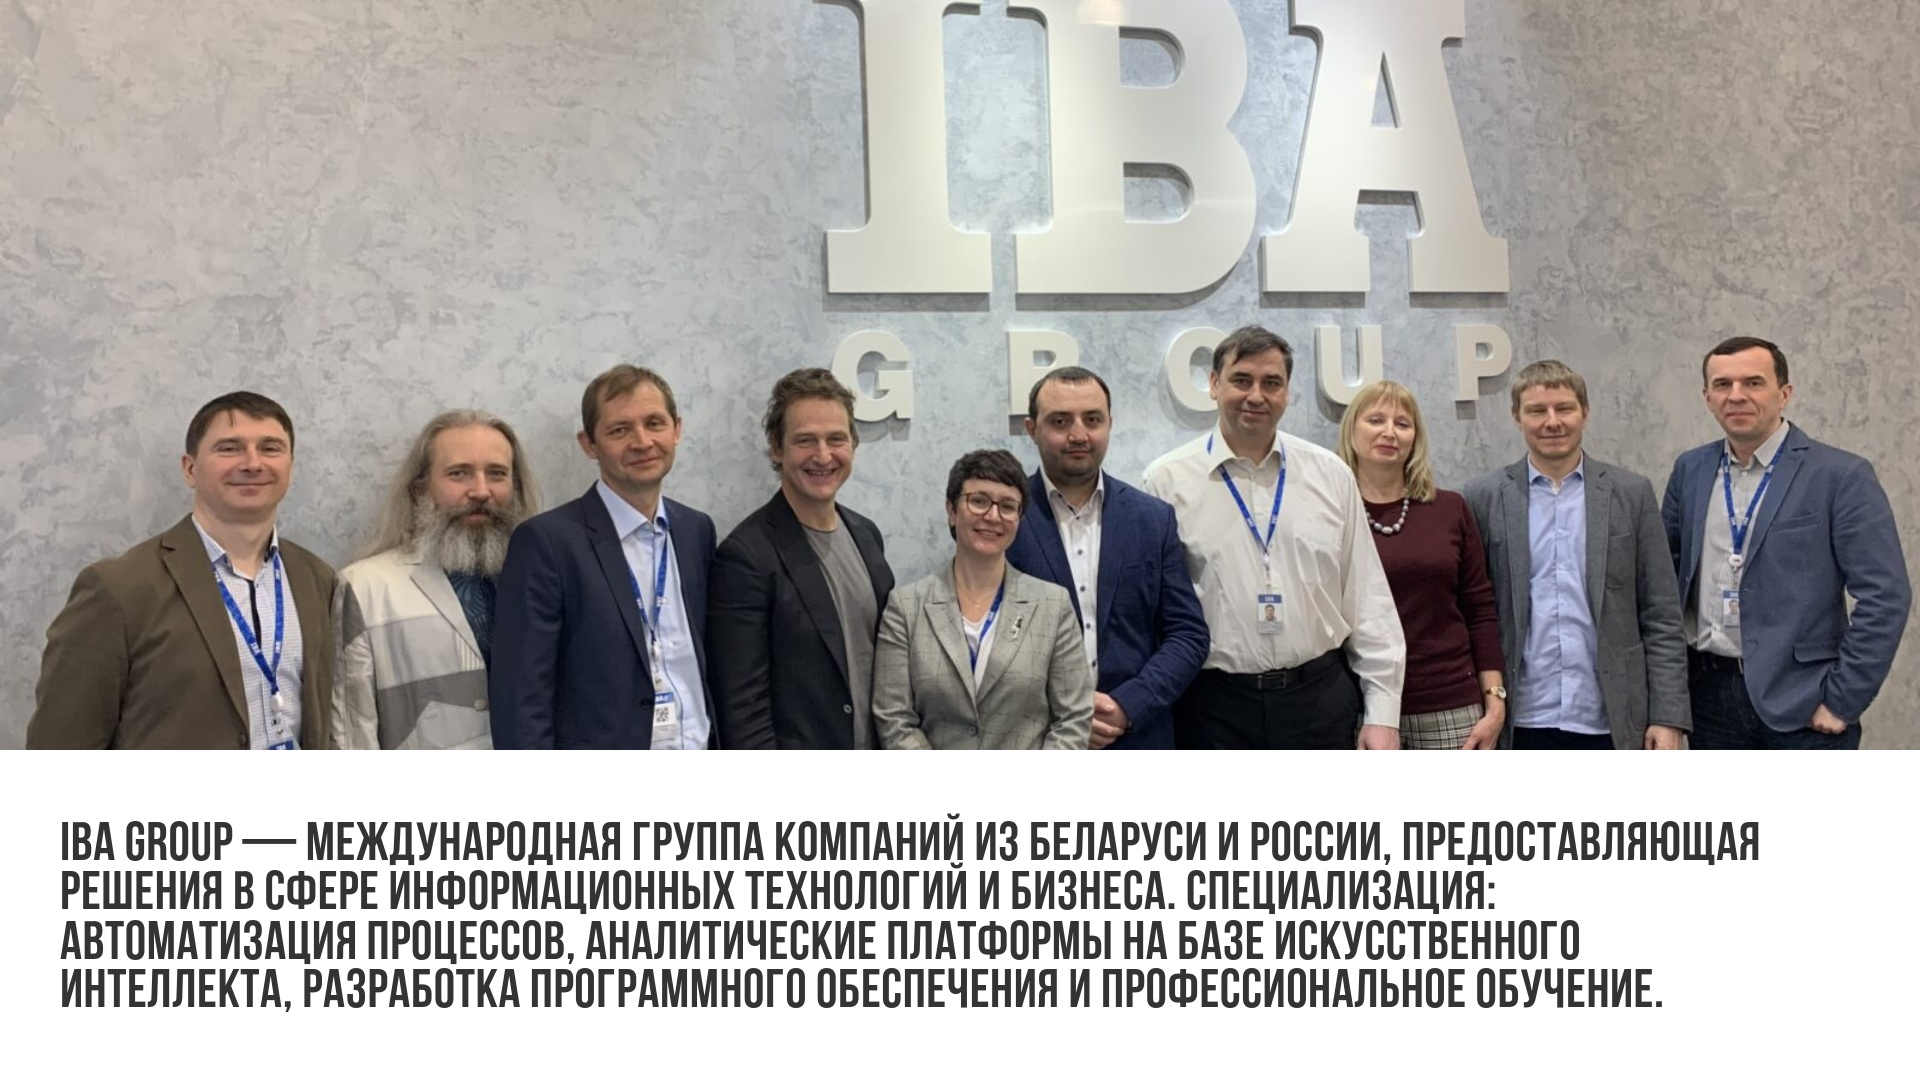 IBA
GROUP
IBA GROUP — МЕЖДУНАРОДНАЯ ГРУППА КОМПАНИЙ ИЗ БЕЛАРУСИ И РОССИИ, ПРЕДОСТАВЛЯЮЩАЯ
РЕШЕНИЯ В СФЕРЕ ИНФОРМАЦИОННЫХ ТЕХНОЛОГИЙ И БИЗНЕСА. СПЕЦИАЛИЗАЦИЯ:
АВТОМАТИЗАЦИЯ ПРОЦЕССОВ, АНАЛИТИЧЕСКИЕ ПЛАТФОРМЫ НА БАЗЕ ИСКУССТВЕННОГО
ИНТЕЛЛЕКТА, РАЗРАБОТКА ПРОГРАММНОГО ОБЕСПЕЧЕНИЯ И ПРОФЕССИОНАЛЬНОЕ ОБУЧЕНИЕ.